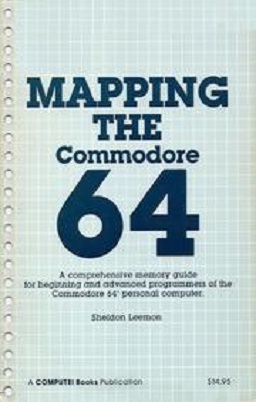 MAPPING
THE
Commodore
64
A comprehensive memory guide
for beginning and advanced programmers of the
Commodore 64 personal computer.
Sheldon Leemon
A COMPUTE! Books Publication $14.95